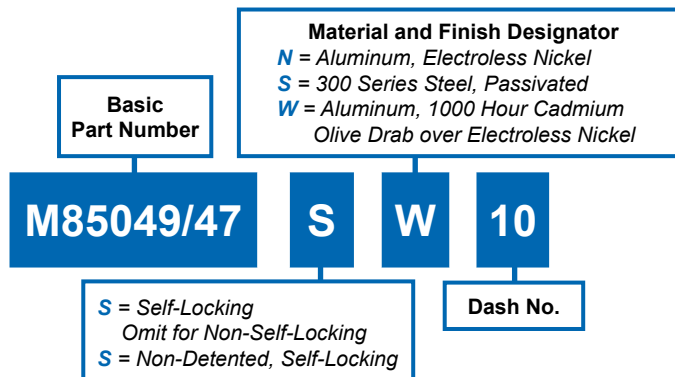 Material and Finish Designator
N = Aluminum, Electroless Nickel
S = 300 Series Steel, Passivated
W = Aluminum, 1000 Hour Cadmium
Olive Drab over Electroless Nickel
Basic
Part Number
M85049/47 S W 10
S = Self-Locking
Omit for Non-Self-Locking
S = Non-Detented, Self-Locking
Dash No.